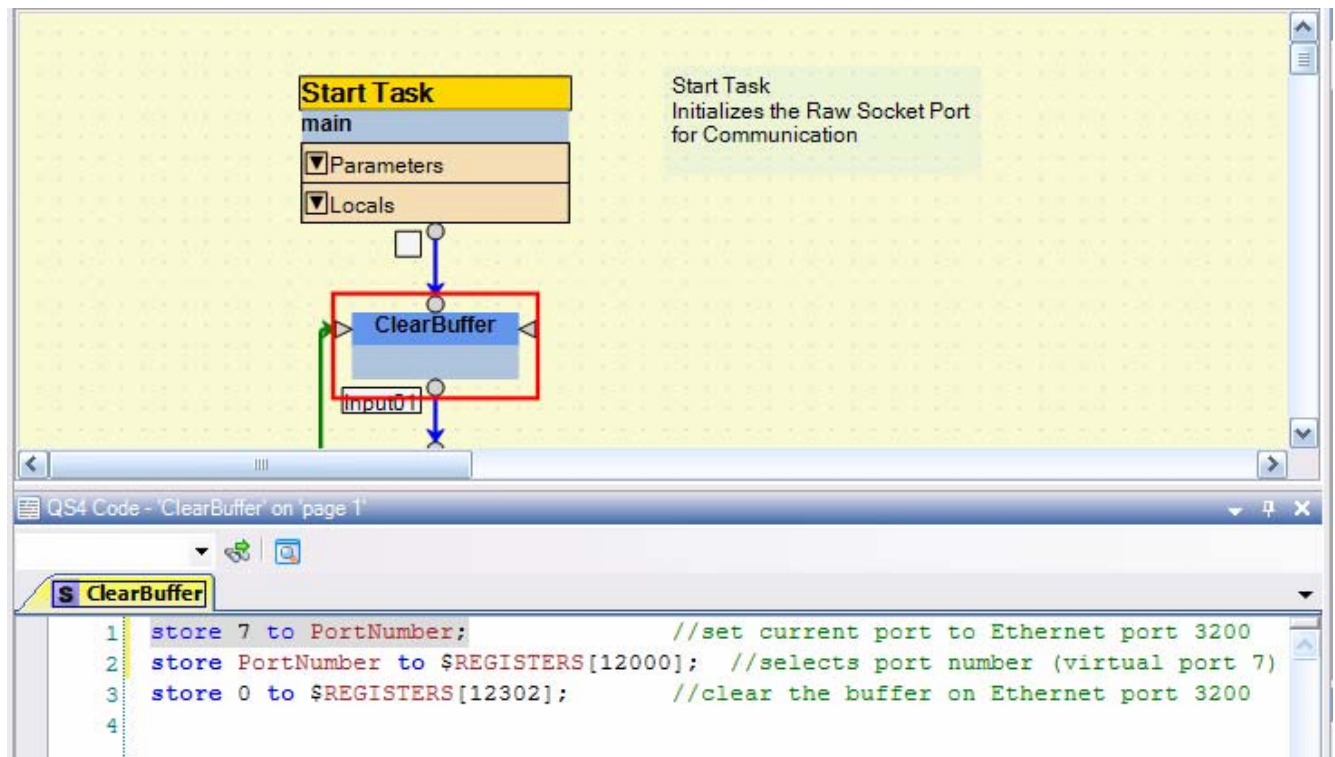 Start Task
main
Parameters
Locals
Start Task
Initializes the Raw Socket Port
for Communication
ClearBuffer
Input01
QS4 Code - 'ClearBuffer' on 'page 1'
S ClearBuffer
1 store 7 to PortNumber; //set current port to Ethernet port 3200
2 store PortNumber to $REGISTERS[12000]; //selects port number (virtual port 7)
3 store 0 to $REGISTERS[12302]; //clear the buffer on Ethernet port 3200
4